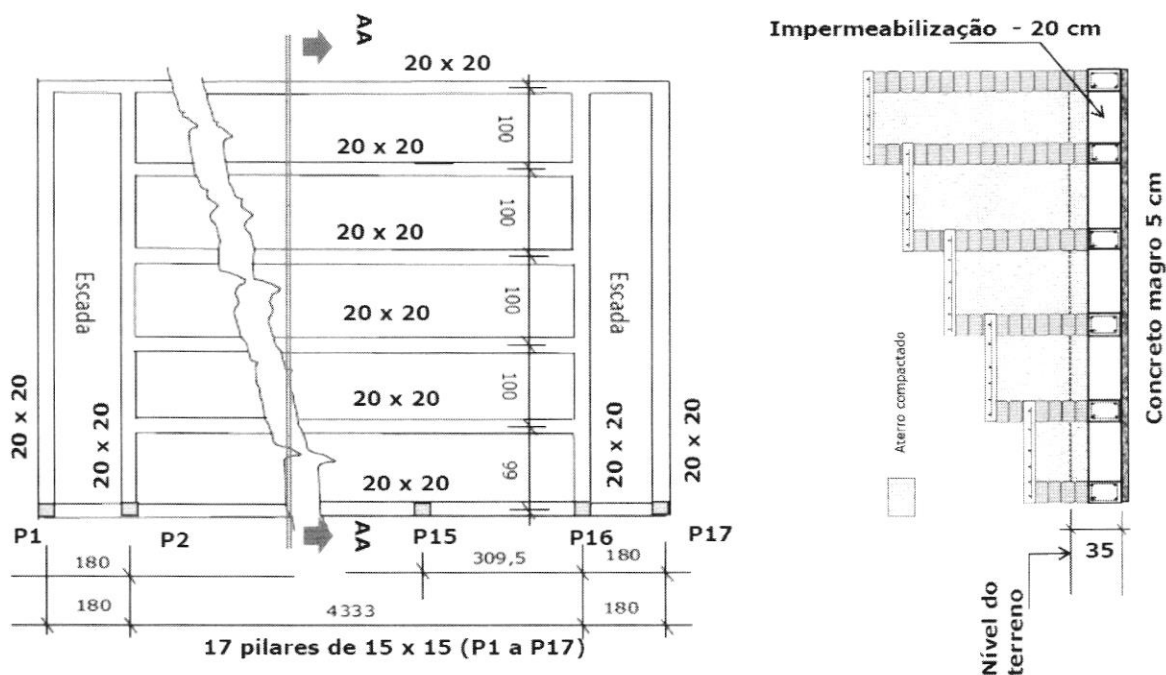 AA
20 x 20
100
20 x 20
100
20 x 20
100
20 x 20
100
20 x 20
99
20 x 20
Escada
Escada
20 x 20
20 x 20
20 x 20
20 x 20
P1
P2
AA
P15
P16
P17
180
309,5
180
180
4333
180
17 pilares de 15 x 15 (P1 a P17)
Impermeabilização - 20 cm
Concreto magro 5 cm
Aterro compactado
35
Nível do
terreno